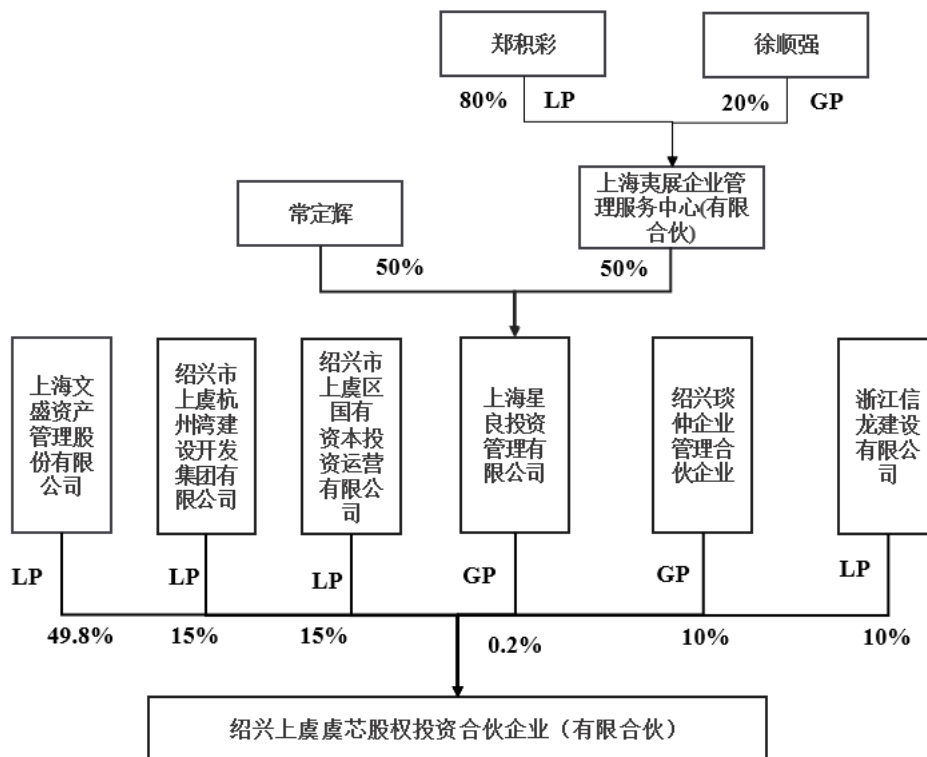 郑积彩
徐顺强
80%
LP
20%
GP
常定辉
上海夷展企业管
理服务中心(有限
合伙)
50%
50%
上海文
盛资产
管理股
份有限
公司
绍兴市
上虞杭
州湾建
设开发
集团有
限公司
绍兴市
上虞区
国有
资本投
资运营
有限公
司
上海星
良投资
管理有
限公司
绍兴琰
仲企业
管理合
伙企业
浙江信
龙建设
有限公
司
LP
LP
LP
GP
GP
LP
49.8%
15%
15%
0.2%
10%
10%
绍兴上虞虞芯股权投资合伙企业（有限合伙）